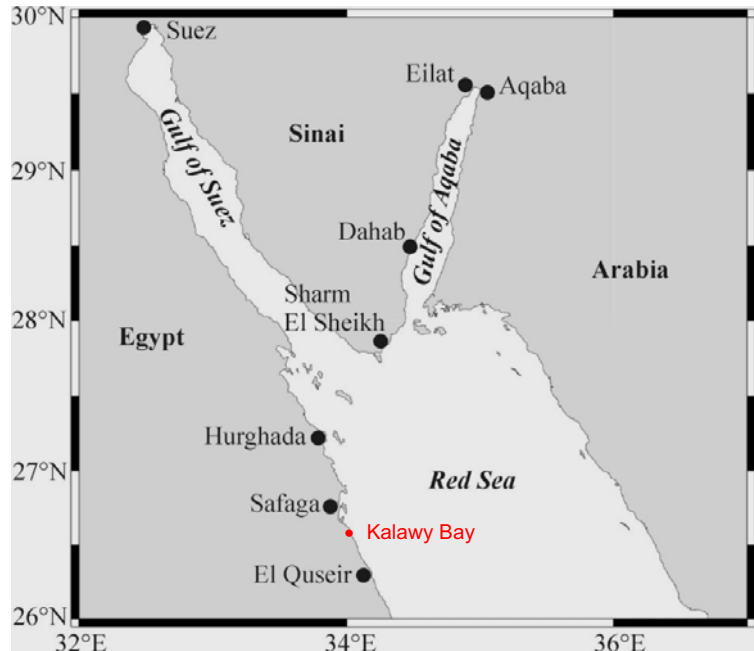 30°N
Suez
Eilat
Aqaba
Sinai
Gulf of Suez
Gulf of Aqaba
29°N
Dahab
Arabia
Sharm
El Sheikh
28°N
Egypt
Hurghada
27°N
Red Sea
Safaga
Kalawy Bay
El Quseir
26°N
32°E
34°E
36°E